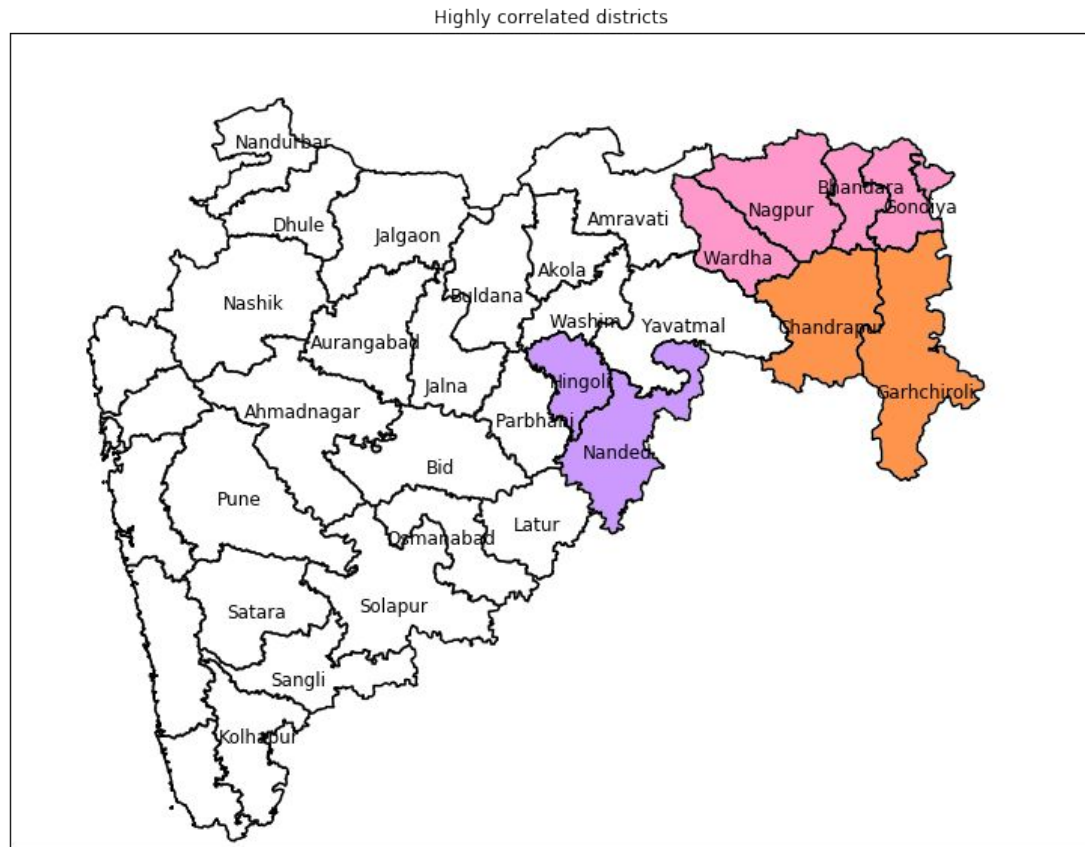 Highly correlated districts
Nandurbar
Bhandara
Gondiya
Nagpur
Amravati
Dhule
Jalgaon
Wardha
Akola
Buldana
Nashik
Washim
Yavatmal
Chandrapur
Aurangabad
Hingoli
Jalna
Garhchiroli
Ahmadnagar
Parbhani
Nanded
Bid
Pune
Latur
Osmanabad
Solapur
Satara
Sangli
Kolhapur